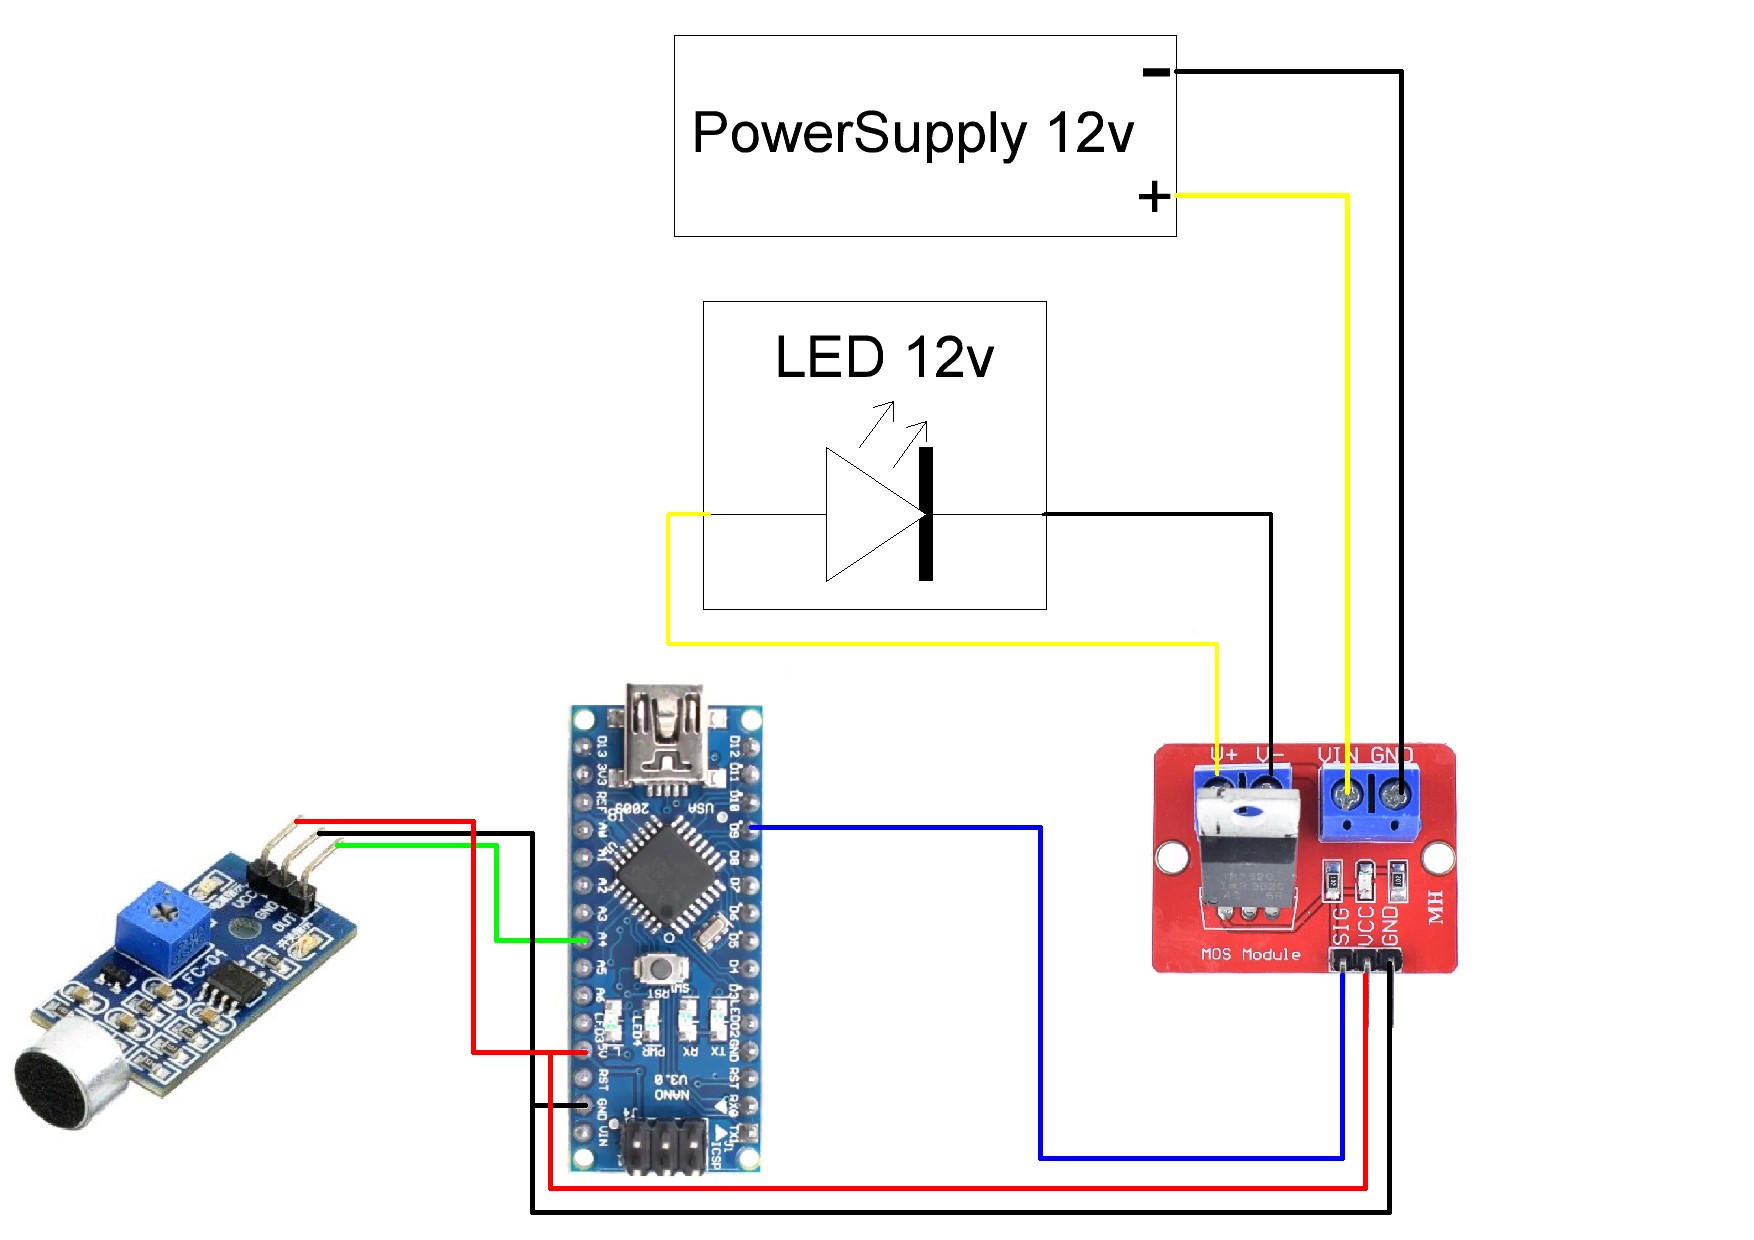 -
PowerSupply 12v
+
LED 12v
V+ V- VIN GND
SIG
VCC
GND
MH
MOS Module
VCC
GND
OUT
FC-04
D13
3V3
REF
A1
A2
A3
A4
A5
A6
5V
RST
GND
VIN
D12
D11
D10
D9
D8
D7
D6
D5
D4
D3
D2
GND
RST
RX0
TX1
USA
2009
RST
L
PWR
RX
TX
NANO
V3.0
ICSP